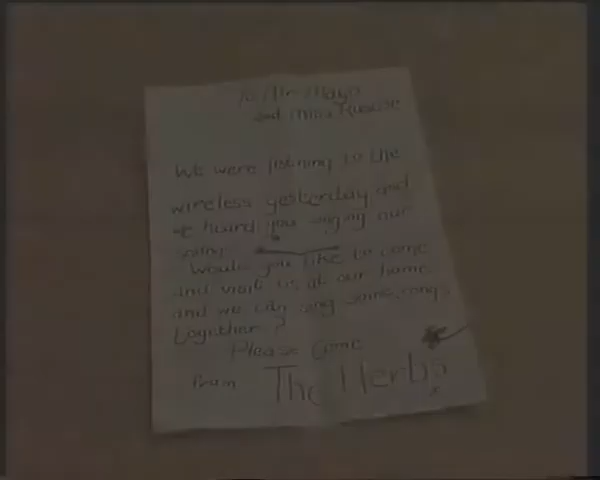 To Mr Mayo
and Miss Ruscoe
We were listening to the
wireless yesterday and
we heard you singing our
song.
Would you like to come
and visit us at our home
and we can sing some songs
together?
Please come
From The Herbs